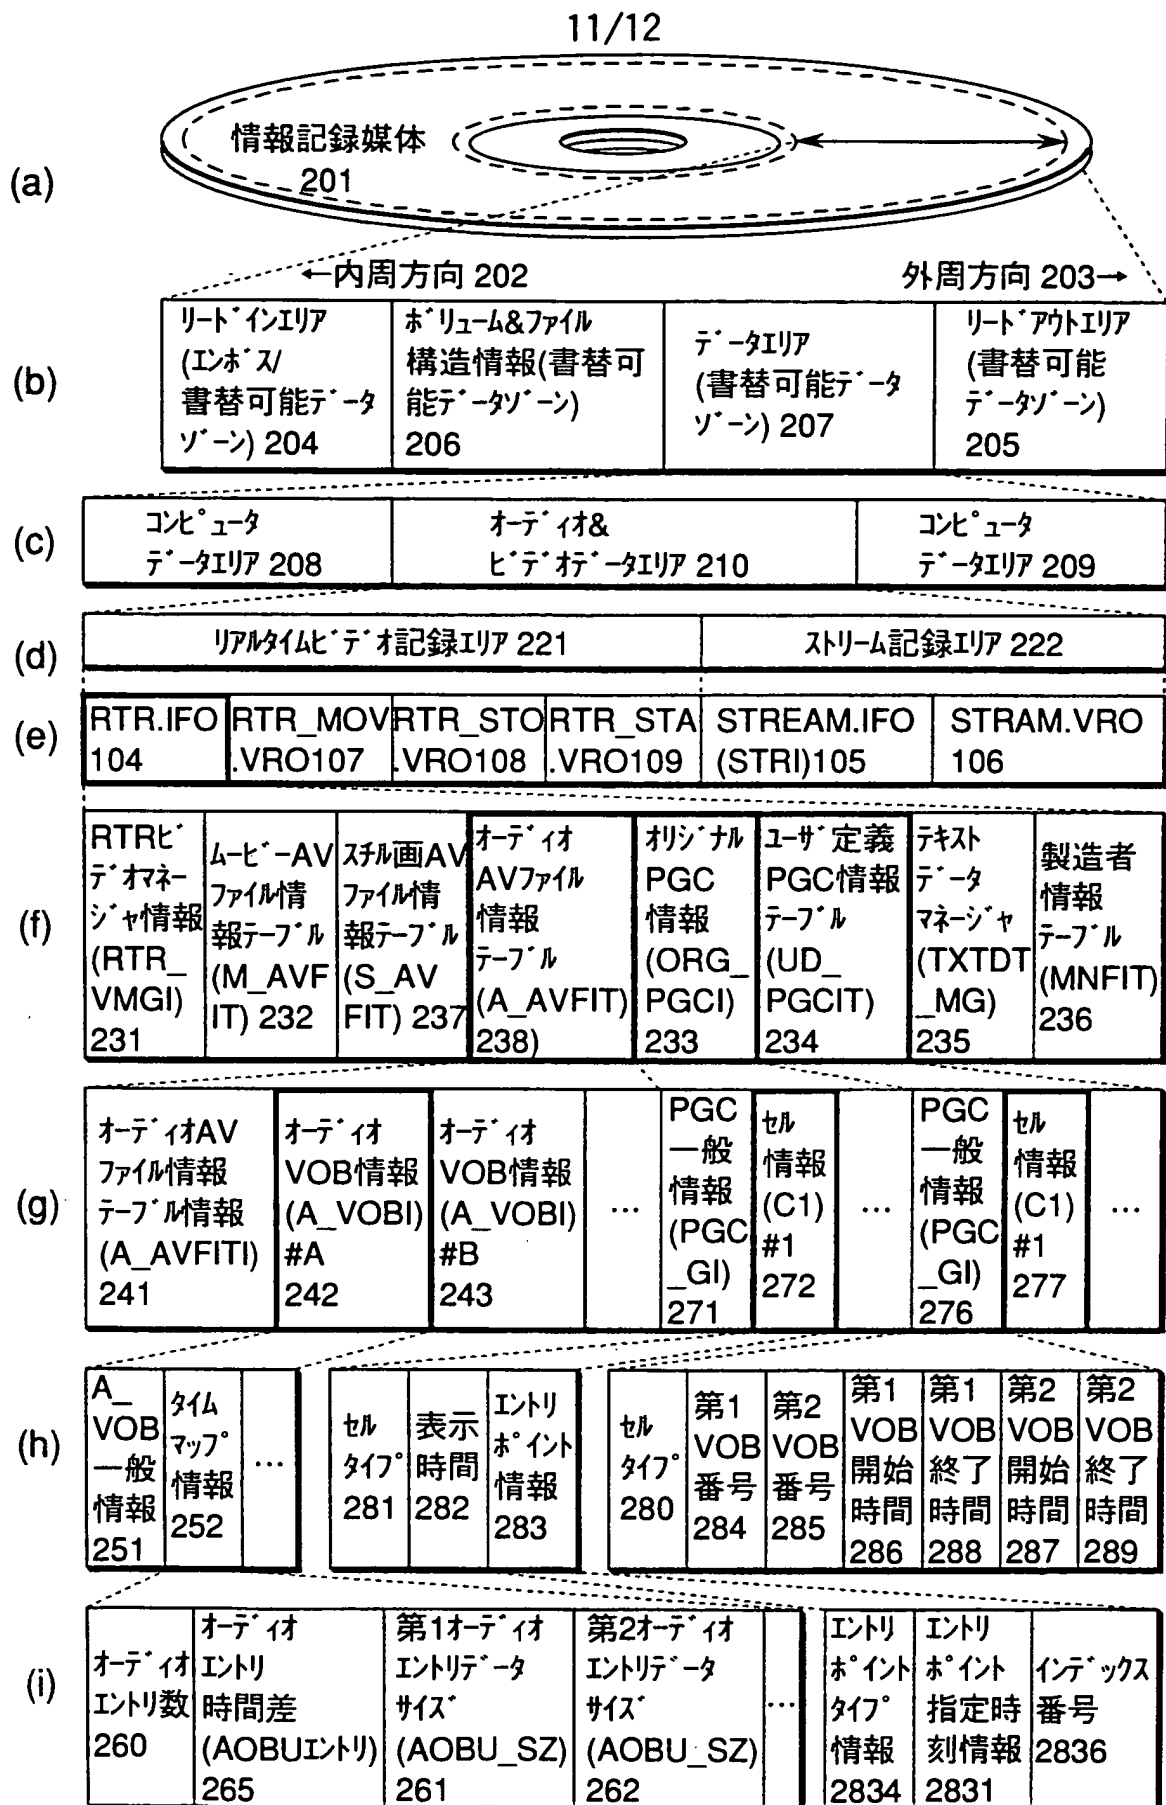 11/12
(a)
情報記録媒体
201
←内周方向 202
外周方向 203→
(b)
リードインエリア
(エンボス/
書替可能データ
ゾーン) 204
ボリューム&ファイル
構造情報(書替可
能データゾーン)
206
データエリア
(書替可能データ
ゾーン) 207
リードアウトエリア
(書替可能
データゾーン)
205
(c)
コンピュータ
データエリア 208
オーディオ&
ビデオデータエリア 210
コンピュータ
データエリア 209
(d)
リアルタイムビデオ記録エリア 221
ストリーム記録エリア 222
(e)
RTR.IFO
104
RTR_MOV
.VRO107
RTR_STO
.VRO108
RTR_STA
.VRO109
STREAM.IFO
(STRI)105
STRAM.VRO
106
(f)
RTRビ
デオマネー
ジャ情報
(RTR_
VMGI)
231
ムービーAV
ファイル情
報テーブル
(M_AVF
IT) 232
スチル画AV
ファイル情
報テーブル
(S_AV
FIT) 237
オーディオ
AVファイル
情報
テーブル
(A_AVFIT)
238)
オリジナル
PGC
情報
(ORG_
PGCI)
233
ユーザ定義
PGC情報
テーブル
(UD_
PGCIT)
234
テキスト
データ
マネージャ
(TXTDT
_MG)
235
製造者
情報
テーブル
(MNFIT)
236
(g)
オーディオAV
ファイル情報
テーブル情報
(A_AVFITI)
241
オーディオ
VOB情報
(A_VOBI)
#A
242
オーディオ
VOB情報
(A_VOBI)
#B
243
…
PGC
一般
情報
(PGC
_GI)
271
セル
情報
(C1)
#1
272
…
PGC
一般
情報
(PGC
_GI)
276
セル
情報
(C1)
#1
277
…
(h)
A_
VOB
一般
情報
251
タイム
マップ
情報
252
…
セル
タイプ
281
表示
時間
282
エントリ
ポイント
情報
283
セル
タイプ
280
第1
VOB
番号
284
第2
VOB
番号
285
第1
VOB
開始
時間
286
第1
VOB
終了
時間
288
第2
VOB
開始
時間
287
第2
VOB
終了
時間
289
(i)
オーディオ
エントリ数
260
オーディオ
エントリ
時間差
(AOBUエントリ)
265
第1オーディオ
エントリデータ
サイズ
(AOBU_SZ)
261
第2オーディオ
エントリデータ
サイズ
(AOBU_SZ)
262
…
エントリ
ポイント
タイプ
情報
2834
エントリ
ポイント
指定時
刻情報
2831
インデックス
番号
2836